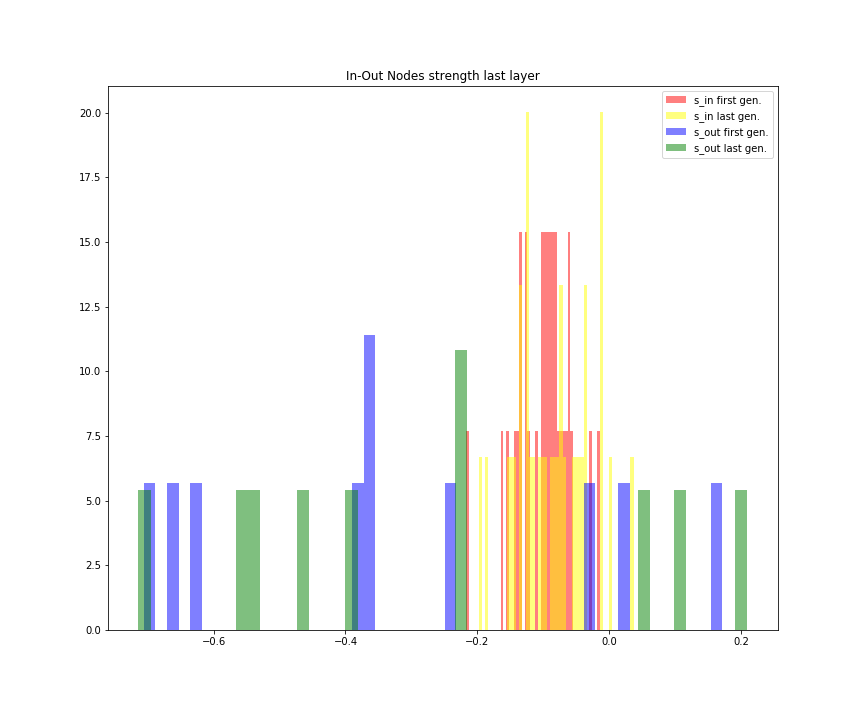 In-Out Nodes strength last layer
s_in first gen.
s_in last gen.
s_out first gen.
s_out last gen.
20.0
17.5
15.0
12.5
10.0
7.5
5.0
2.5
0.0
−0.6 −0.4 −0.2 0.0 0.2